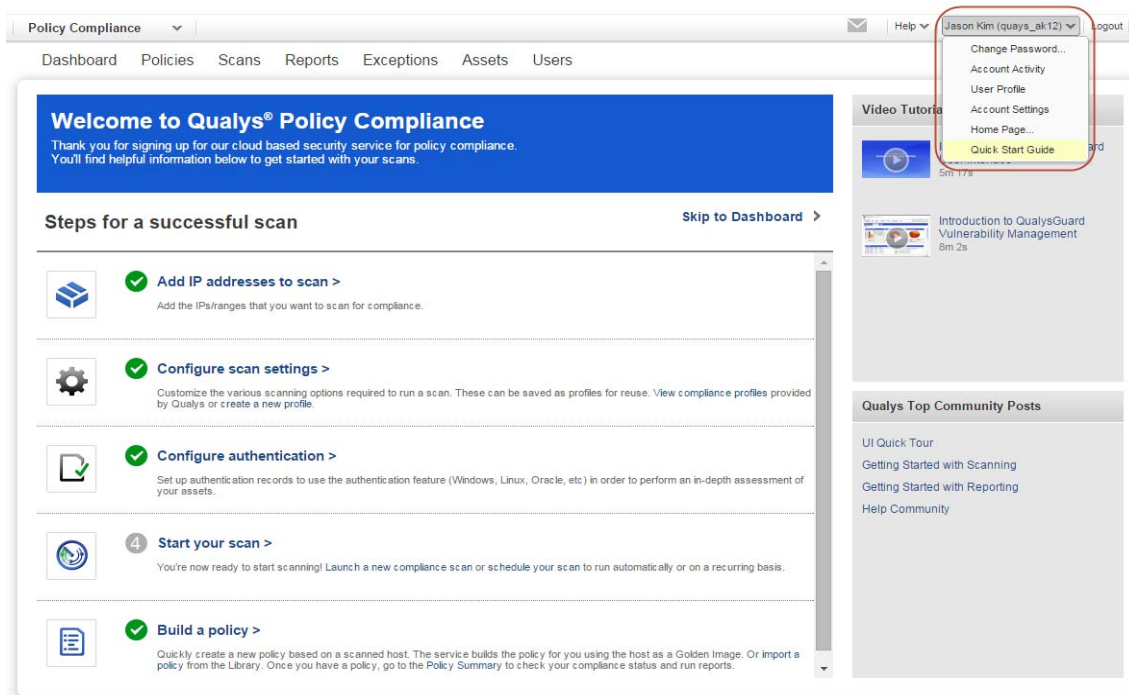 Policy Compliance
Help
Jason Kim (quays_ak12)
Logout
Change Password...
Account Activity
User Profile
Account Settings
Home Page...
Quick Start Guide
Dashboard Policies Scans Reports Exceptions Assets Users
Welcome to Qualys® Policy Compliance
Thank you for signing up for our cloud based security service for policy compliance.
You'll find helpful information below to get started with your scans.
Steps for a successful scan
Skip to Dashboard >
Add IP addresses to scan >
Add the IPs/ranges that you want to scan for compliance.
Configure scan settings >
Customize the various scanning options required to run a scan. These can be saved as profiles for reuse. View compliance profiles provided
by Qualys or create a new profile.
Configure authentication >
Set up authentication records to use the authentication feature (Windows, Linux, Oracle, etc) in order to perform an in-depth assessment of
your assets.
4 Start your scan >
You're now ready to start scanning! Launch a new compliance scan or schedule your scan to run automatically or on a recurring basis.
Build a policy >
Quickly create a new policy based on a scanned host. The service builds the policy for you using the host as a Golden Image. Or import a
policy from the Library. Once you have a policy, go to the Policy Summary to check your compliance status and run reports.
Video
5m 17s
Introduction to QualysGuard
Vulnerability Management
8m 2s
Qualys Top Community Posts
UI Quick Tour
Getting Started with Scanning
Getting Started with Reporting
Help Community